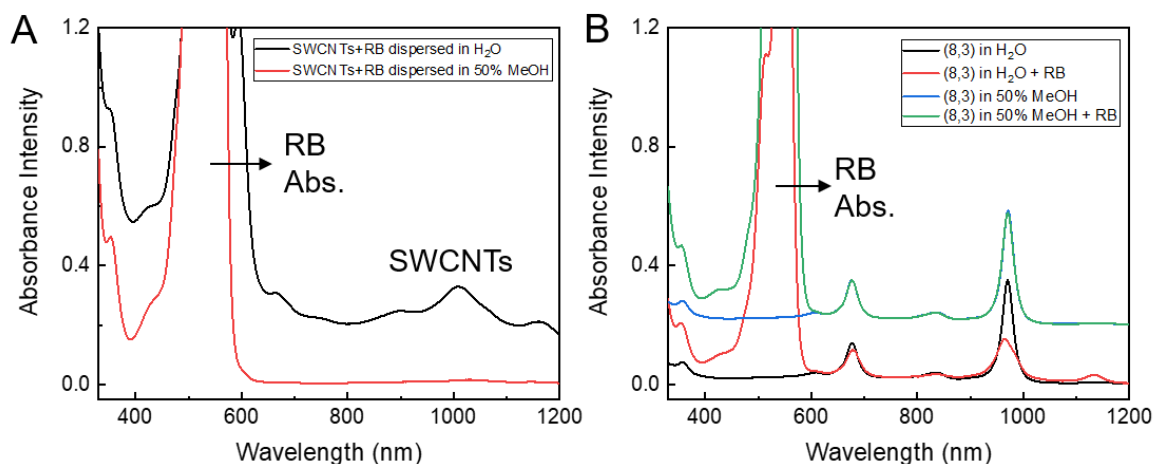 A
1.2
0.8
0.4
0.0
Absorbance Intensity
SWCNTs+RB dispersed in H₂O
SWCNTs+RB dispersed in 50% MeOH
RB
Abs.
SWCNTs
400 600 800 1000 1200
Wavelength (nm)
B
1.2
0.8
0.4
0.0
Absorbance Intensity
(8,3) in H₂O
(8,3) in H₂O + RB
(8,3) in 50% MeOH
(8,3) in 50% MeOH + RB
RB
Abs.
400 600 800 1000 1200
Wavelength (nm)